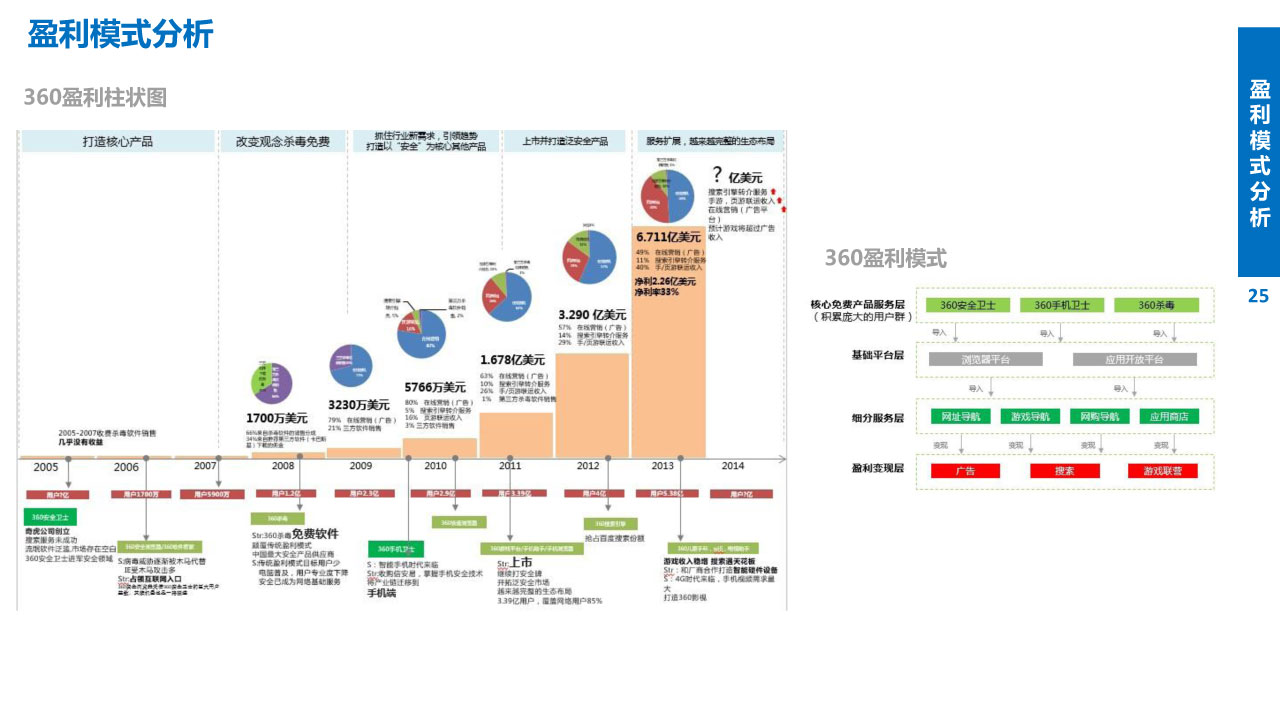 盈利模式分析
360盈利柱状图
打造核心产品
改变观念杀毒免费
抓住行业新需求，引领趋势
打造以“安全”为核心其他产品
上市并打造泛安全产品
服务扩展，越来越完整的生态布局
？亿美元
搜索引擎转介服务
手游，页游联运收入
在线营销（广告平
台）
预计游戏将超过广告
收入
6.711亿美元
49% 在线营销（广告）
11% 搜索引擎转介服务
40% 手/页游联运收入
净利2.26亿美元
净利率33%
3.290 亿美元
57% 在线营销（广告）
14% 搜索引擎转介服务
29% 手/页游联运收入
1.678亿美元
63% 在线营销（广告）
10% 搜索引擎转介服务
26% 手/页游联运收入
1% 第三方杀毒软件销售
5766万美元
80% 在线营销（广告）
5% 搜索引擎转介服务
16% 页游联运收入
3% 三方软件销售
3230万美元
79% 在线营销（广告）
21% 三方软件销售
1700万美元
66%来自杀毒软件的销售分成
34%来自推荐第三方软件（卡巴斯
基）下载的佣金
2005-2007收费杀毒软件销售
几乎没有收益
2005 2006 2007 2008 2009 2010 2011 2012 2013 2014
用户?亿 用户1700万 用户5900万 用户1.2亿 用户2.3亿 用户2.9亿 用户3.39亿 用户4亿 用户5.38亿 用户?亿
360安全卫士
奇虎公司创立
搜索服务未成功
流氓软件泛滥,市场存在空白
360安全卫士进军安全领域
S:病毒威胁逐渐被木马代替
饵受木马攻击多
Str:占领互联网入口
360杀毒
Str:360杀毒免费软件
颠覆传统盈利模式
中国最大安全产品供应商
S:传统盈利模式目标用户少
电脑普及，用户专业度下降
安全已成为网络基础服务
360手机卫士
S：智能手机时代来临
Str:收购信安易，掌握手机安全技术
将产业链迁移到
手机端
360极速浏览器
Str:上市
继续打安全牌
开拓泛安全市场
越来越完整的生态布局
3.39亿用户，覆盖网络用户85%
360搜索引擎
抢占百度搜索份额
游戏收入稳增 搜索遇天花板
Str：和厂商合作打造智能硬件设备
S：4G时代来临，手机视频需求量
大
打造360影视
360盈利模式
核心免费产品服务层
（积累庞大的用户群）
360安全卫士 360手机卫士 360杀毒
导入 导入 导入
基础平台层
浏览器平台 应用开放平台
导入 导入
细分服务层
网址导航 游戏导航 网购导航 应用商店
变现 变现 变现 变现
盈利变现层
广告 搜索 游戏联营
盈利模式分析
25